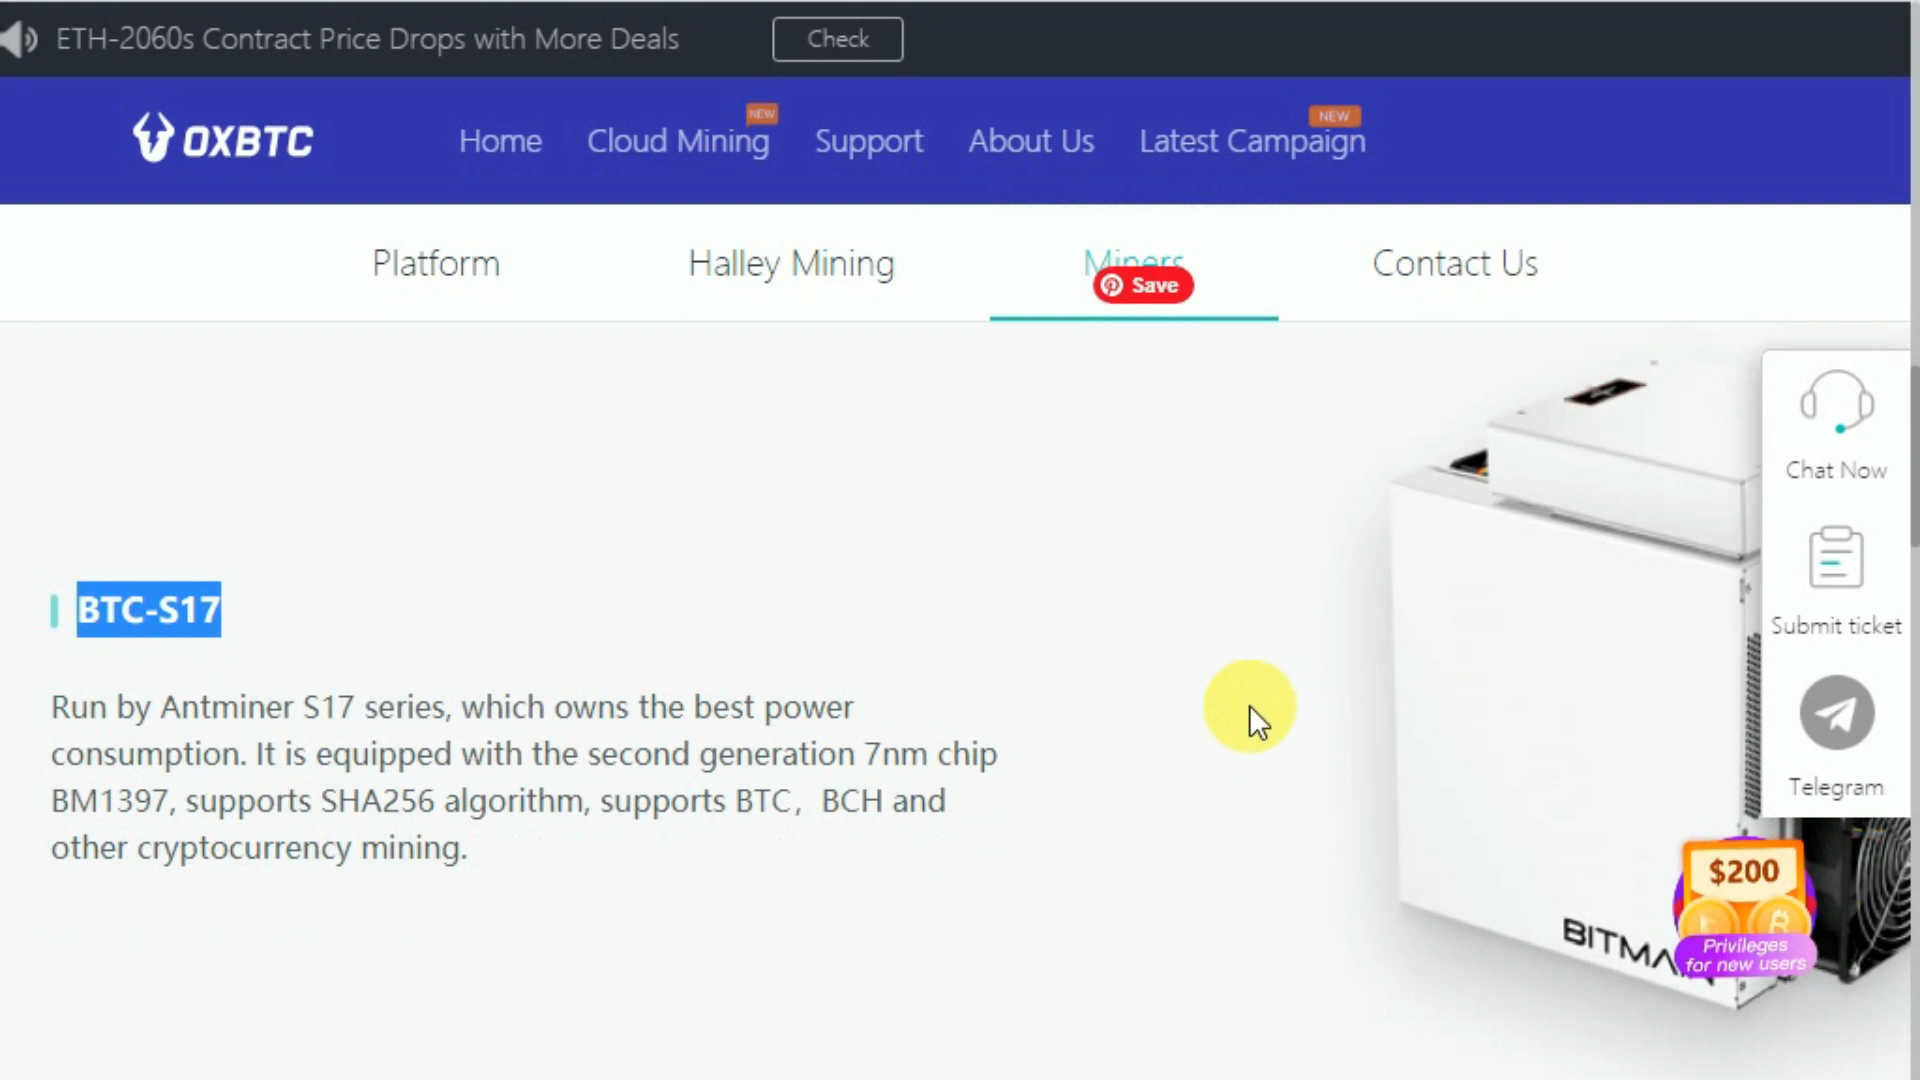 ETH-2060s Contract Price Drops with More Deals
Check
OXBTC
Home
Cloud Mining
NEW
Support
About Us
Latest Campaign
NEW
Platform
Halley Mining
Miners
Save
Contact Us
Chat Now
Submit ticket
Telegram
BTC-S17
Run by Antminer S17 series, which owns the best power
consumption. It is equipped with the second generation 7nm chip
BM1397, supports SHA256 algorithm, supports BTC，BCH and
other cryptocurrency mining.
$200
Privileges
for new users